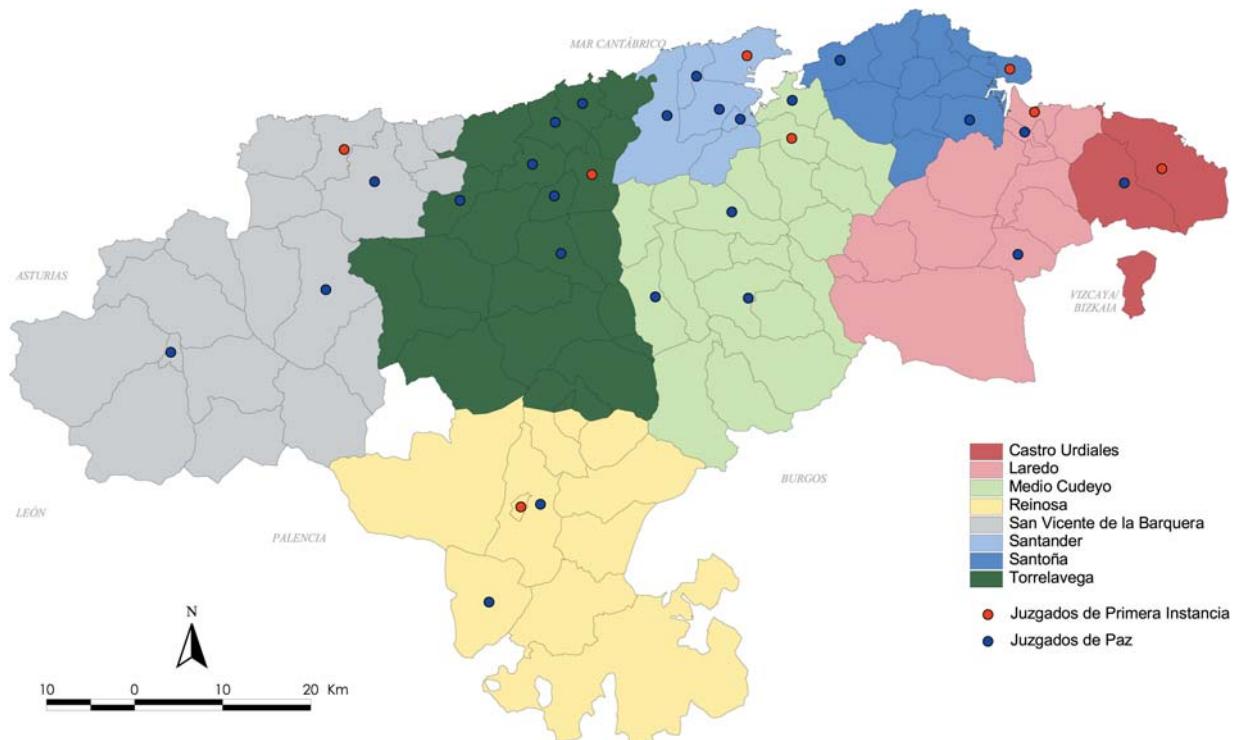 MAR CANTÁBRICO
ASTURIAS
VIZCAYA/
BIZKAIA
BURGOS
LEÓN
PALENCIA
Castro Urdiales
Laredo
Medio Cudeyo
Reinosa
San Vicente de la Barquera
Santander
Santoña
Torrelavega
Juzgados de Primera Instancia
Juzgados de Paz
N
10 0 10 20 Km